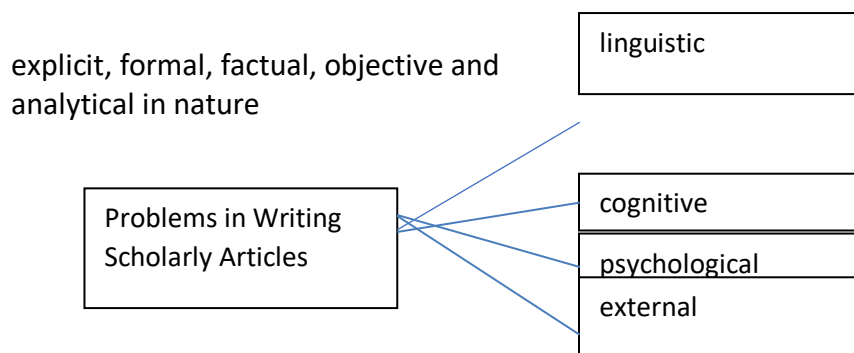 linguistic
explicit, formal, factual, objective and
analytical in nature
Problems in Writing
Scholarly Articles
cognitive
psychological
external